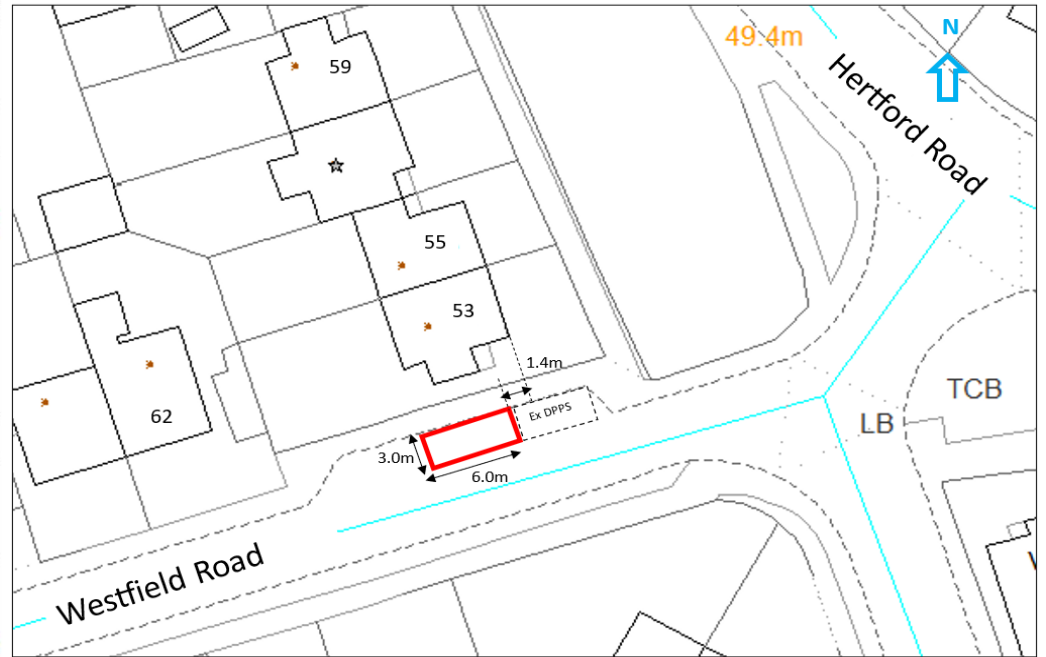 49.4m
N
Hertford Road
59
55
53
1.4m
Ex DPPS
TCB
LB
62
3.0m
6.0m
Westfield Road